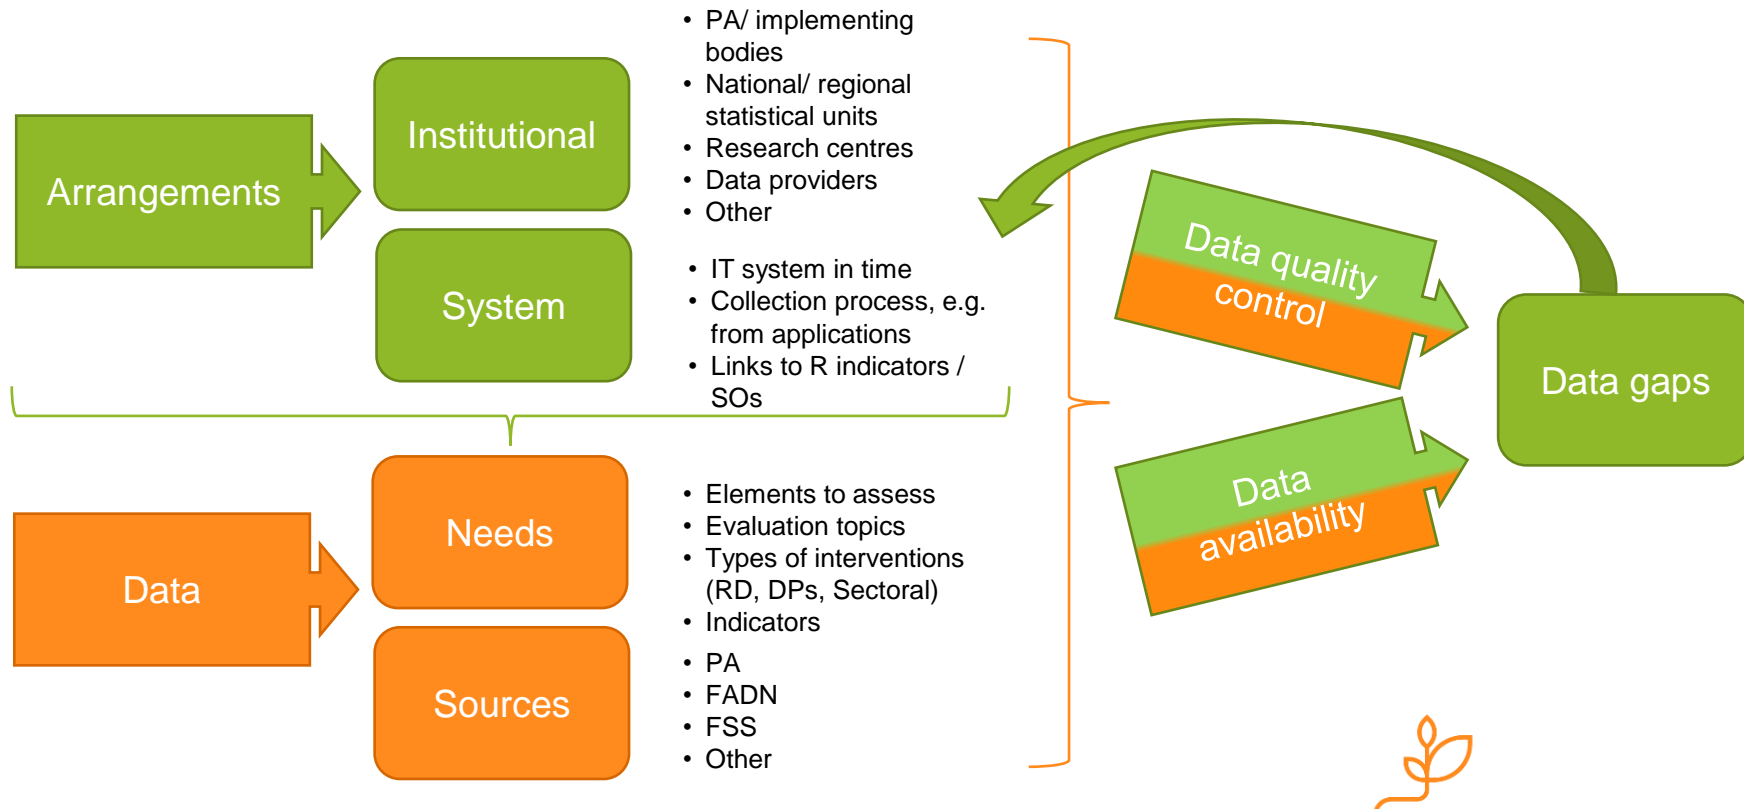 Arrangements
Institutional
• PA/ implementing
bodies
• National/ regional
statistical units
• Research centres
• Data providers
• Other
System
• IT system in time
• Collection process, e.g.
from applications
• Links to R indicators /
SOs
Data
Needs
• Elements to assess
• Evaluation topics
• Types of interventions
(RD, DPs, Sectoral)
• Indicators
Sources
• PA
• FADN
• FSS
• Other
Data quality
control
Data
availability
Data gaps